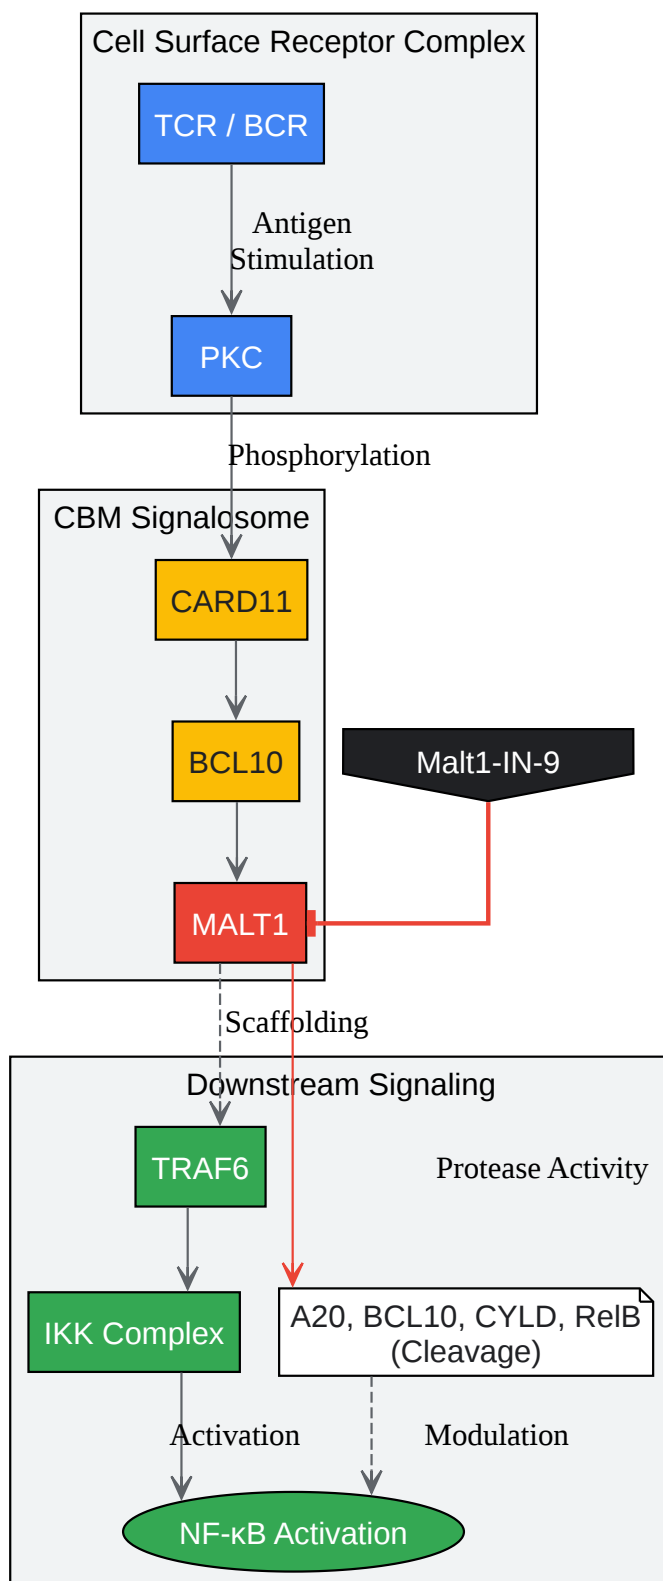 Cell Surface Receptor Complex
TCR / BCR
Antigen
Stimulation
PKC
Phosphorylation
CBM Signalosome
CARD11
BCL10
Malt1-IN-9
MALT1
Scaffolding
Downstream Signaling
TRAF6
Protease Activity
IKK Complex
A20, BCL10, CYLD, RelB
(Cleavage)
Activation
Modulation
NF-κB Activation